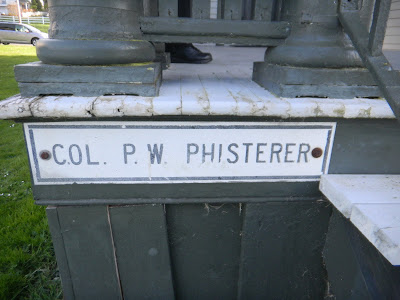 COL. P. W. PHISTERER